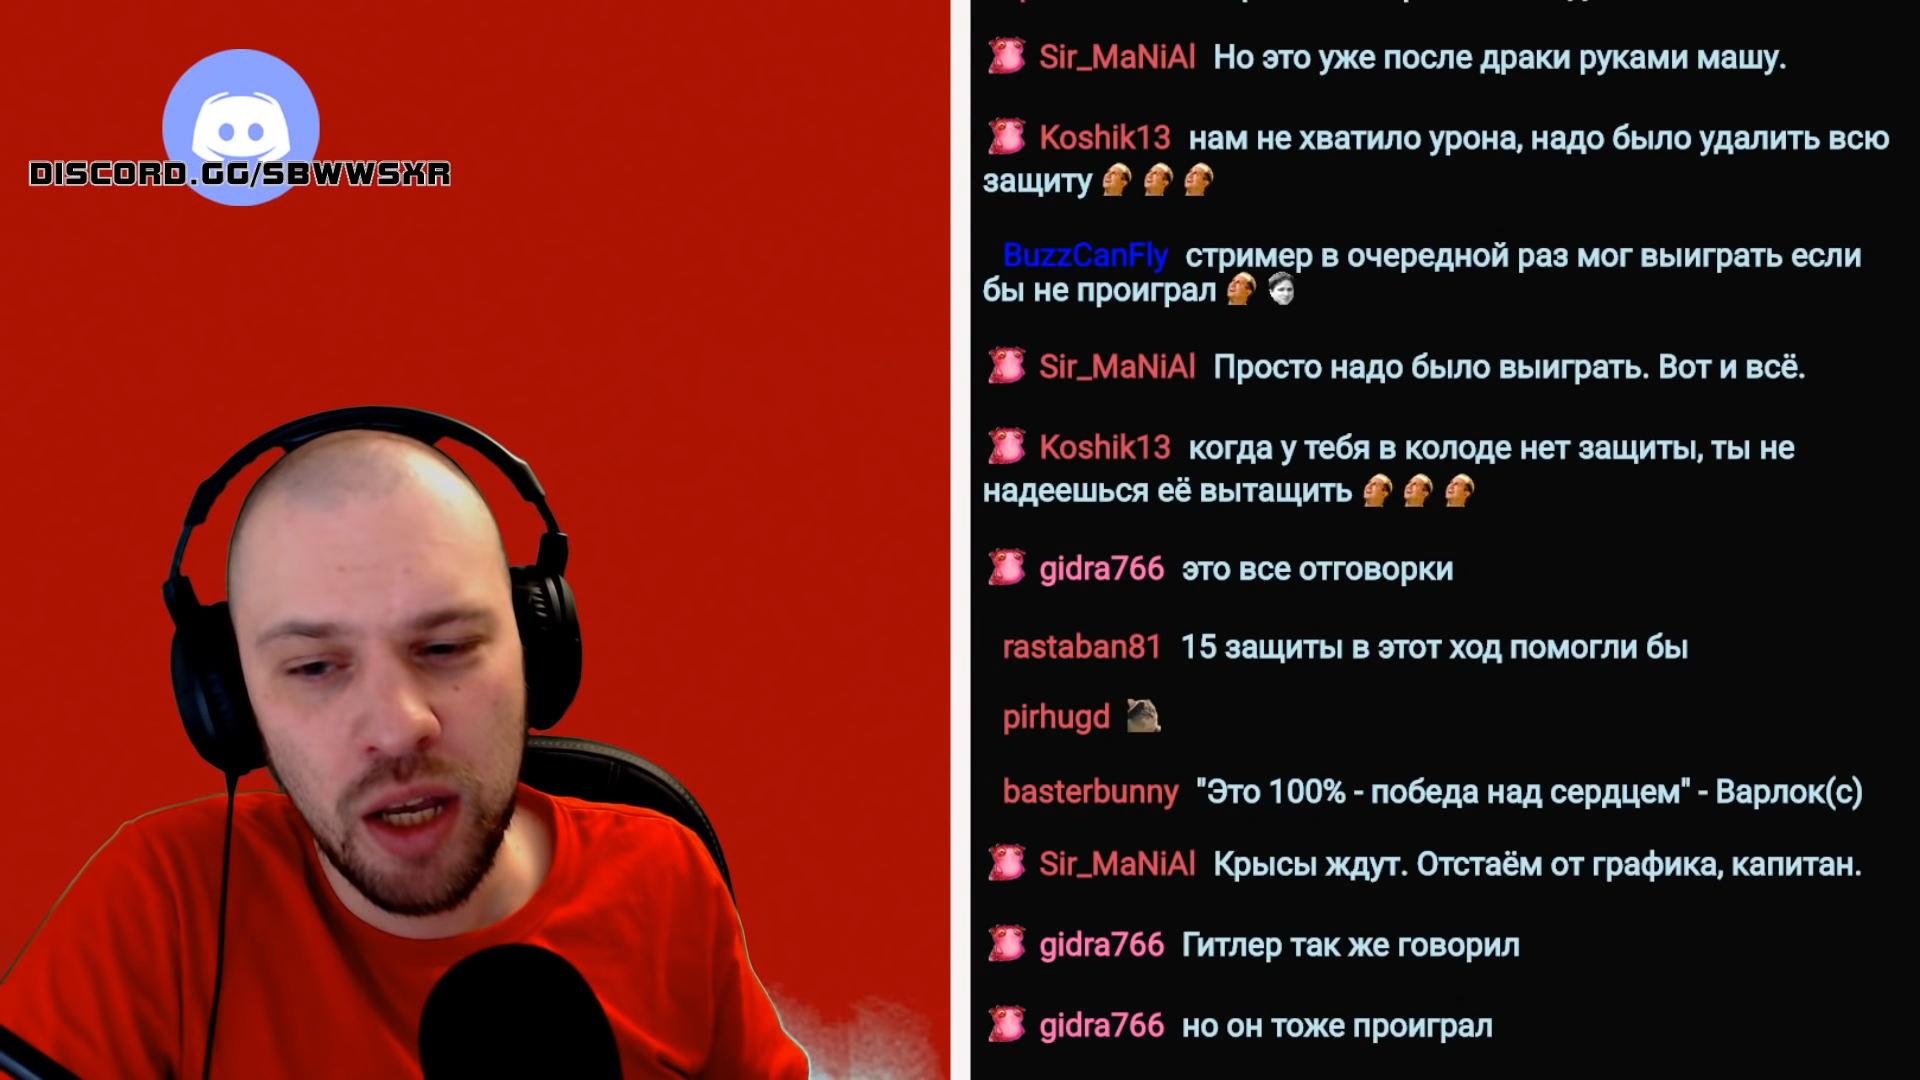 DISCORD.GG/SBWWSXR
Sir_MaNiAl Но это уже после драки руками машу.
Koshik13 нам не хватило урона, надо было удалить всю
защиту
BuzzCanFly стример в очередной раз мог выиграть если
бы не проиграл
Sir_MaNiAl Просто надо было выиграть. Вот и всё.
Koshik13 когда у тебя в колоде нет защиты, ты не
надеешься её вытащить
gidra766 это все отговорки
rastaban81 15 защиты в этот ход помогли бы
pirhugd
basterbunny "Это 100% - победа над сердцем" - Варлок(с)
Sir_MaNiAl Крысы ждут. Отстаём от графика, капитан.
gidra766 Гитлер так же говорил
gidra766 но он тоже проиграл